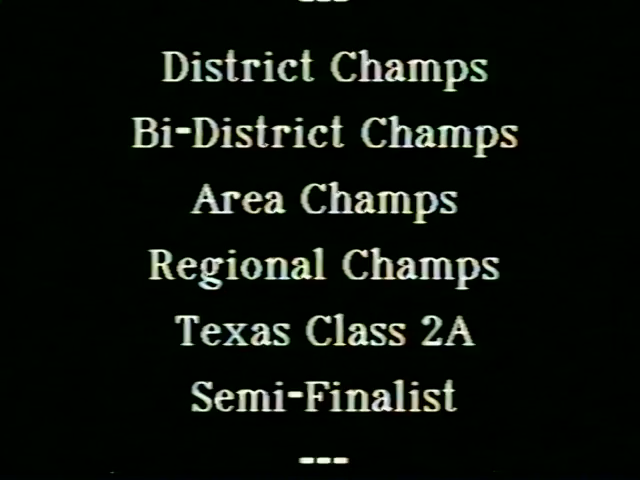 ---
District Champs
Bi-District Champs
Area Champs
Regional Champs
Texas Class 2A
Semi-Finalist
---